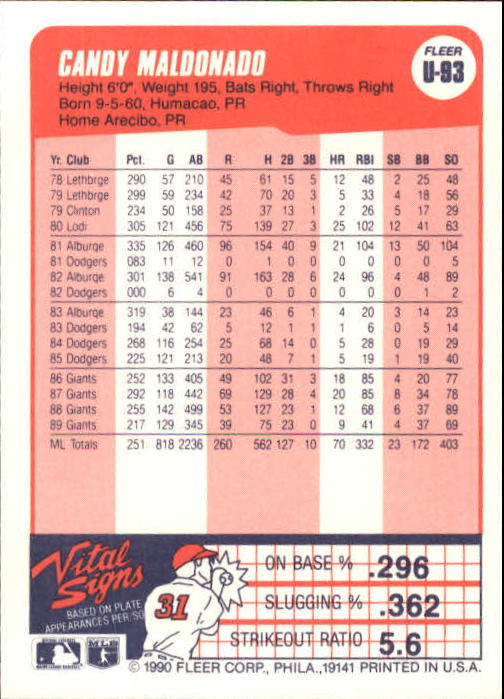 CANDY MALDONADO
FLEER
U-93
Height 6'0", Weight 195, Bats Right, Throws Right
Born 9-5-60, Humacao, PR
Home Arecibo, PR
Yr. Club Pct. G AB R H 2B 3B HR RBI SB BB SO
78 Lethbrge 290 57 210 45 61 15 5 12 48 2 25 48
79 Lethbrge 299 59 234 42 70 20 3 5 33 4 18 56
79 Clinton 234 50 158 25 37 13 1 2 26 5 17 29
80 Lodi 305 121 456 75 139 27 3 25 102 12 41 63
81 Alburge 335 126 460 96 154 40 9 21 104 13 50 104
81 Dodgers 083 11 12 0 1 0 0 0 0 0 0 5
82 Alburge 301 138 541 91 163 28 6 24 96 4 48 89
82 Dodgers 000 6 4 0 0 0 0 0 0 0 1 2
83 Alburge 319 38 144 23 46 6 1 4 20 3 14 23
83 Dodgers 194 42 62 5 12 1 1 1 6 0 5 14
84 Dodgers 268 116 254 25 68 14 0 5 28 0 19 29
85 Dodgers 225 121 213 20 48 7 1 5 19 1 19 40
86 Giants 252 133 405 49 102 31 3 18 85 4 20 77
87 Giants 292 118 442 69 129 28 4 20 85 8 34 78
88 Giants 255 142 499 53 127 23 1 12 68 6 37 89
89 Giants 217 129 345 39 75 23 0 9 41 4 37 69
ML Totals 251 818 2236 260 562 127 10 70 332 23 172 403
Vital Signs
BASED ON PLATE
APPEARANCES PER/SO
31
ON BASE % .296
SLUGGING % .362
STRIKEOUT RATIO 5.6
MLB
© 1990 FLEER CORP., PHILA., 19141 PRINTED IN U.S.A.